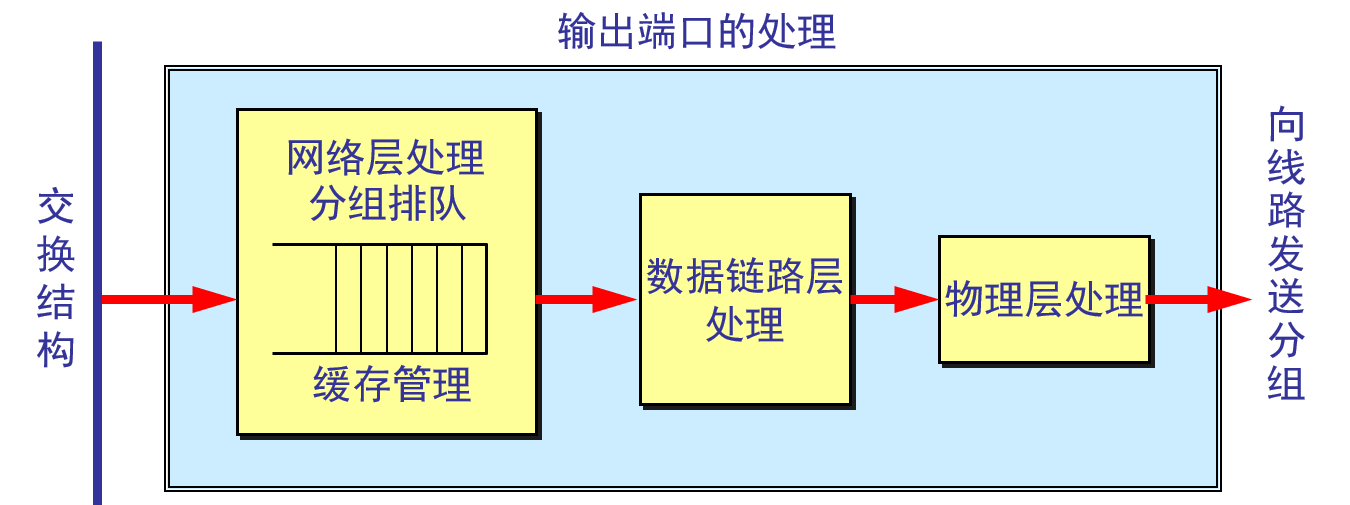 输出端口的处理
交换结构
网络层处理
分组排队
缓存管理
数据链路层
处理
物理层处理
向线路发送分组